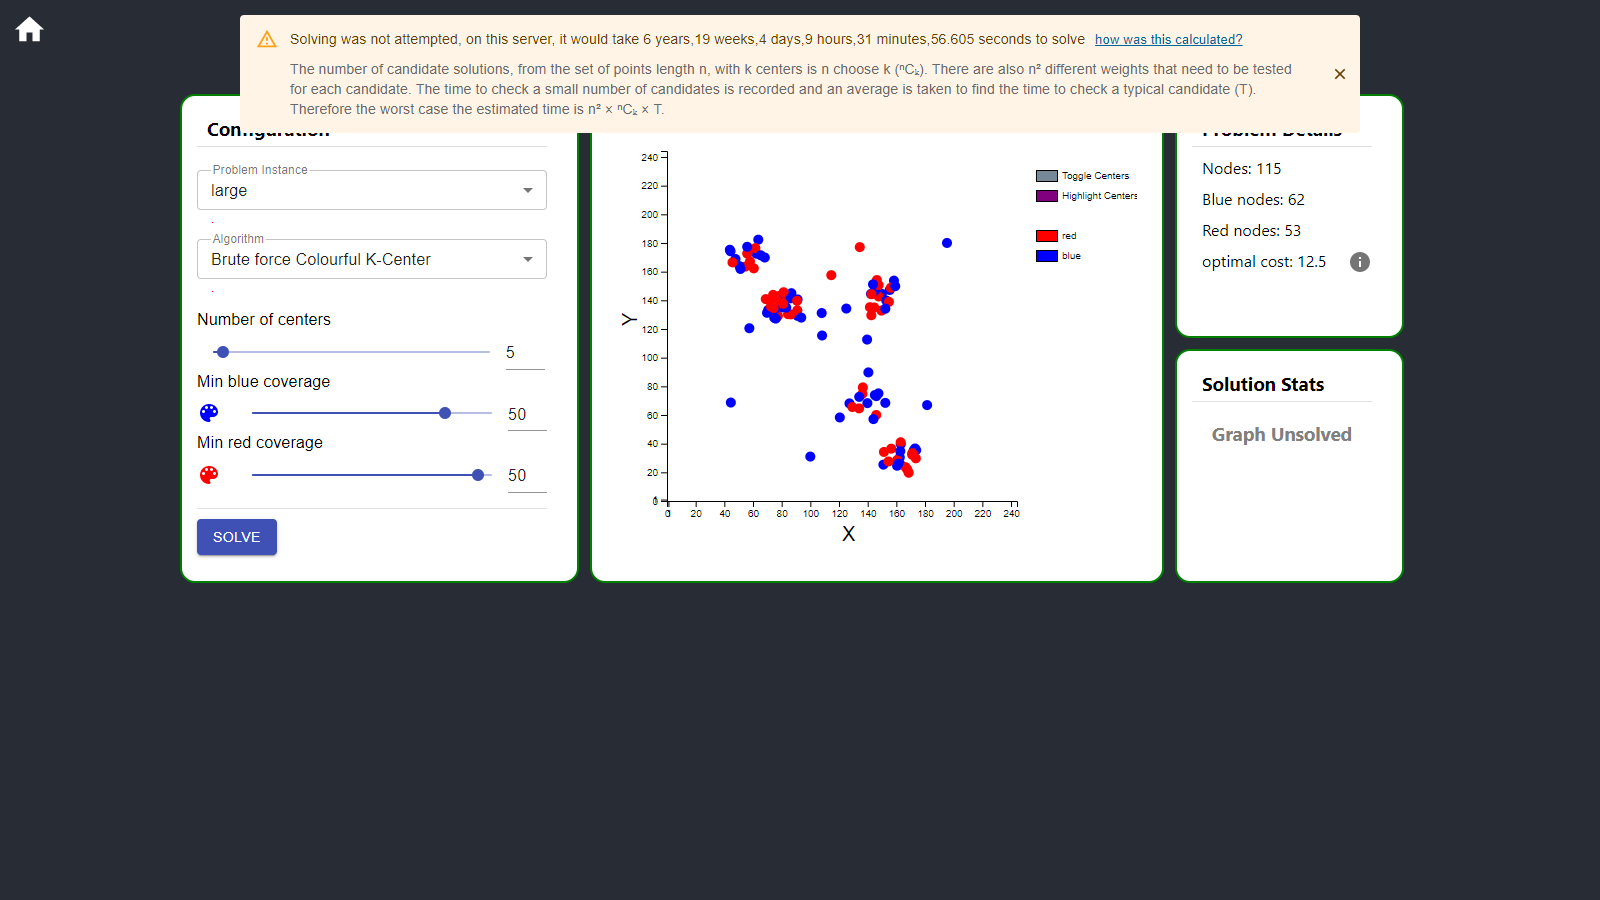 Solving was not attempted, on this server, it would take 6 years,19 weeks,4 days,9 hours,31 minutes,56.605 seconds to solve how was this calculated?
The number of candidate solutions, from the set of points length n, with k centers is n choose k (ⁿCₖ). There are also n² different weights that need to be tested
for each candidate. The time to check a small number of candidates is recorded and an average is taken to find the time to check a typical candidate (T).
Therefore the worst case the estimated time is n² × ⁿCₖ × T.
Configuration
Problem Instance
large
.
Algorithm
Brute force Colourful K-Center
.
Number of centers
5
Min blue coverage
50
Min red coverage
50
SOLVE
240
220
200
180
160
140
120
100
80
60
40
20
0
Y
0 20 40 60 80 100 120 140 160 180 200 220 240
X
Toggle Centers
Highlight Centers
red
blue
Problem Details
Nodes: 115
Blue nodes: 62
Red nodes: 53
optimal cost: 12.5
Solution Stats
Graph Unsolved